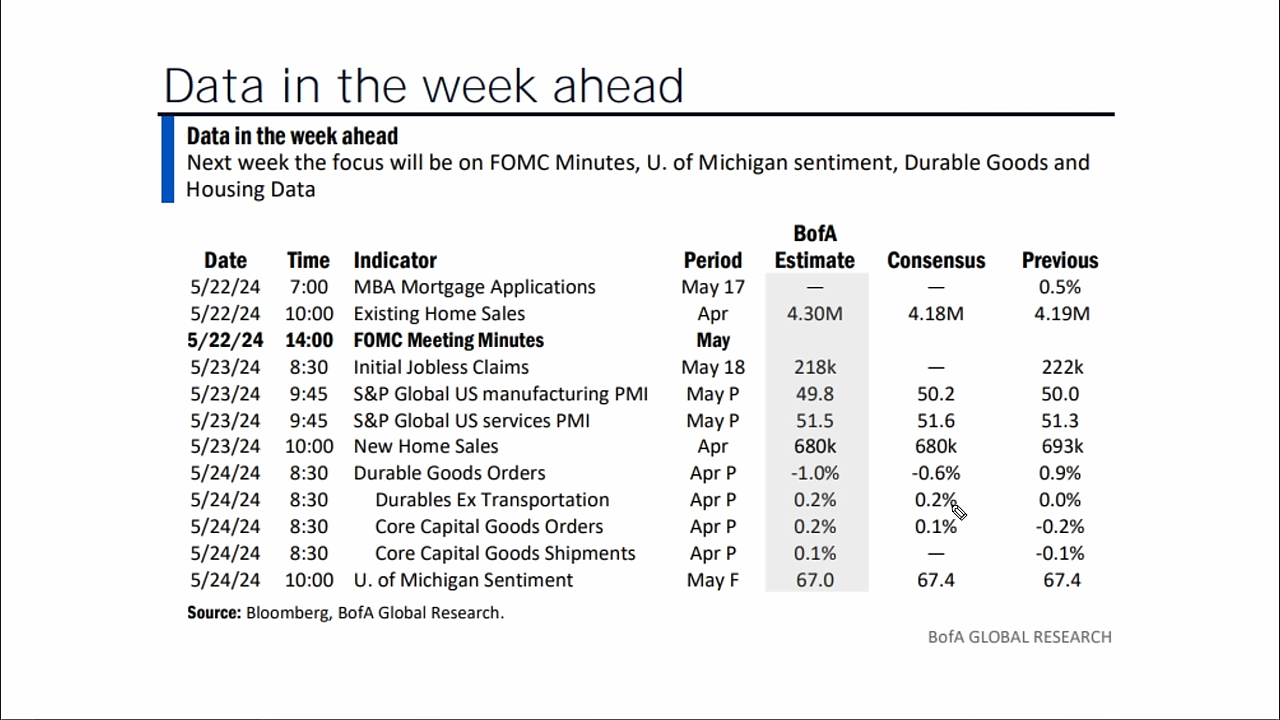 Data in the week ahead
Data in the week ahead
Next week the focus will be on FOMC Minutes, U. of Michigan sentiment, Durable Goods and
Housing Data
BofA
Date Time Indicator Period Estimate Consensus Previous
5/22/24 7:00 MBA Mortgage Applications May 17 — — 0.5%
5/22/24 10:00 Existing Home Sales Apr 4.30M 4.18M 4.19M
5/22/24 14:00 FOMC Meeting Minutes May
5/23/24 8:30 Initial Jobless Claims May 18 218k — 222k
5/23/24 9:45 S&P Global US manufacturing PMI May P 49.8 50.2 50.0
5/23/24 9:45 S&P Global US services PMI May P 51.5 51.6 51.3
5/23/24 10:00 New Home Sales Apr 680k 680k 693k
5/24/24 8:30 Durable Goods Orders Apr P -1.0% -0.6% 0.9%
5/24/24 8:30 Durables Ex Transportation Apr P 0.2% 0.2% 0.0%
5/24/24 8:30 Core Capital Goods Orders Apr P 0.2% 0.1% -0.2%
5/24/24 8:30 Core Capital Goods Shipments Apr P 0.1% — -0.1%
5/24/24 10:00 U. of Michigan Sentiment May F 67.0 67.4 67.4
Source: Bloomberg, BofA Global Research.
BofA GLOBAL RESEARCH